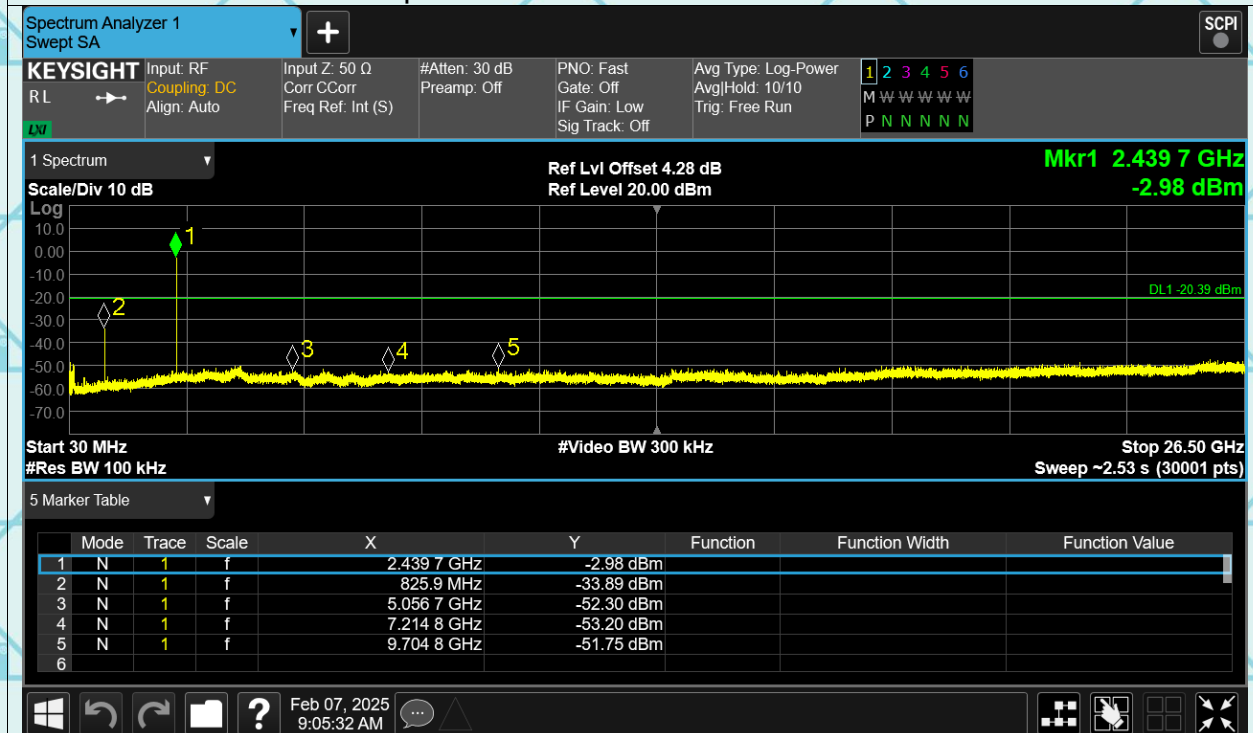 Spectrum Analyzer 1
Swept SA
+
SCPI
KEYSIGHT
RL
LXI
Input: RF
Coupling: DC
Align: Auto
Input Z: 50 Ω
Corr CCorr
Freq Ref: Int (S)
#Atten: 30 dB
Preamp: Off
PNO: Fast
Gate: Off
IF Gain: Low
Sig Track: Off
Avg Type: Log-Power
Avg|Hold: 10/10
Trig: Free Run
1 2 3 4 5 6
M W W W W W
P N N N N N
1 Spectrum
Scale/Div 10 dB
Ref Lvl Offset 4.28 dB
Ref Level 20.00 dBm
Mkr1 2.439 7 GHz
-2.98 dBm
Log
10.0
0.00
-10.0
-20.0
-30.0
-40.0
-50.0
-60.0
-70.0
1
2
3
4
5
DL1 -20.39 dBm
Start 30 MHz
#Video BW 300 kHz
Stop 26.50 GHz
#Res BW 100 kHz
Sweep ~2.53 s (30001 pts)
5 Marker Table
Mode Trace Scale X Y Function Function Width Function Value
1 N 1 f 2.439 7 GHz -2.98 dBm
2 N 1 f 825.9 MHz -33.89 dBm
3 N 1 f 5.056 7 GHz -52.30 dBm
4 N 1 f 7.214 8 GHz -53.20 dBm
5 N 1 f 9.704 8 GHz -51.75 dBm
6
?
Feb 07, 2025
9:05:32 AM